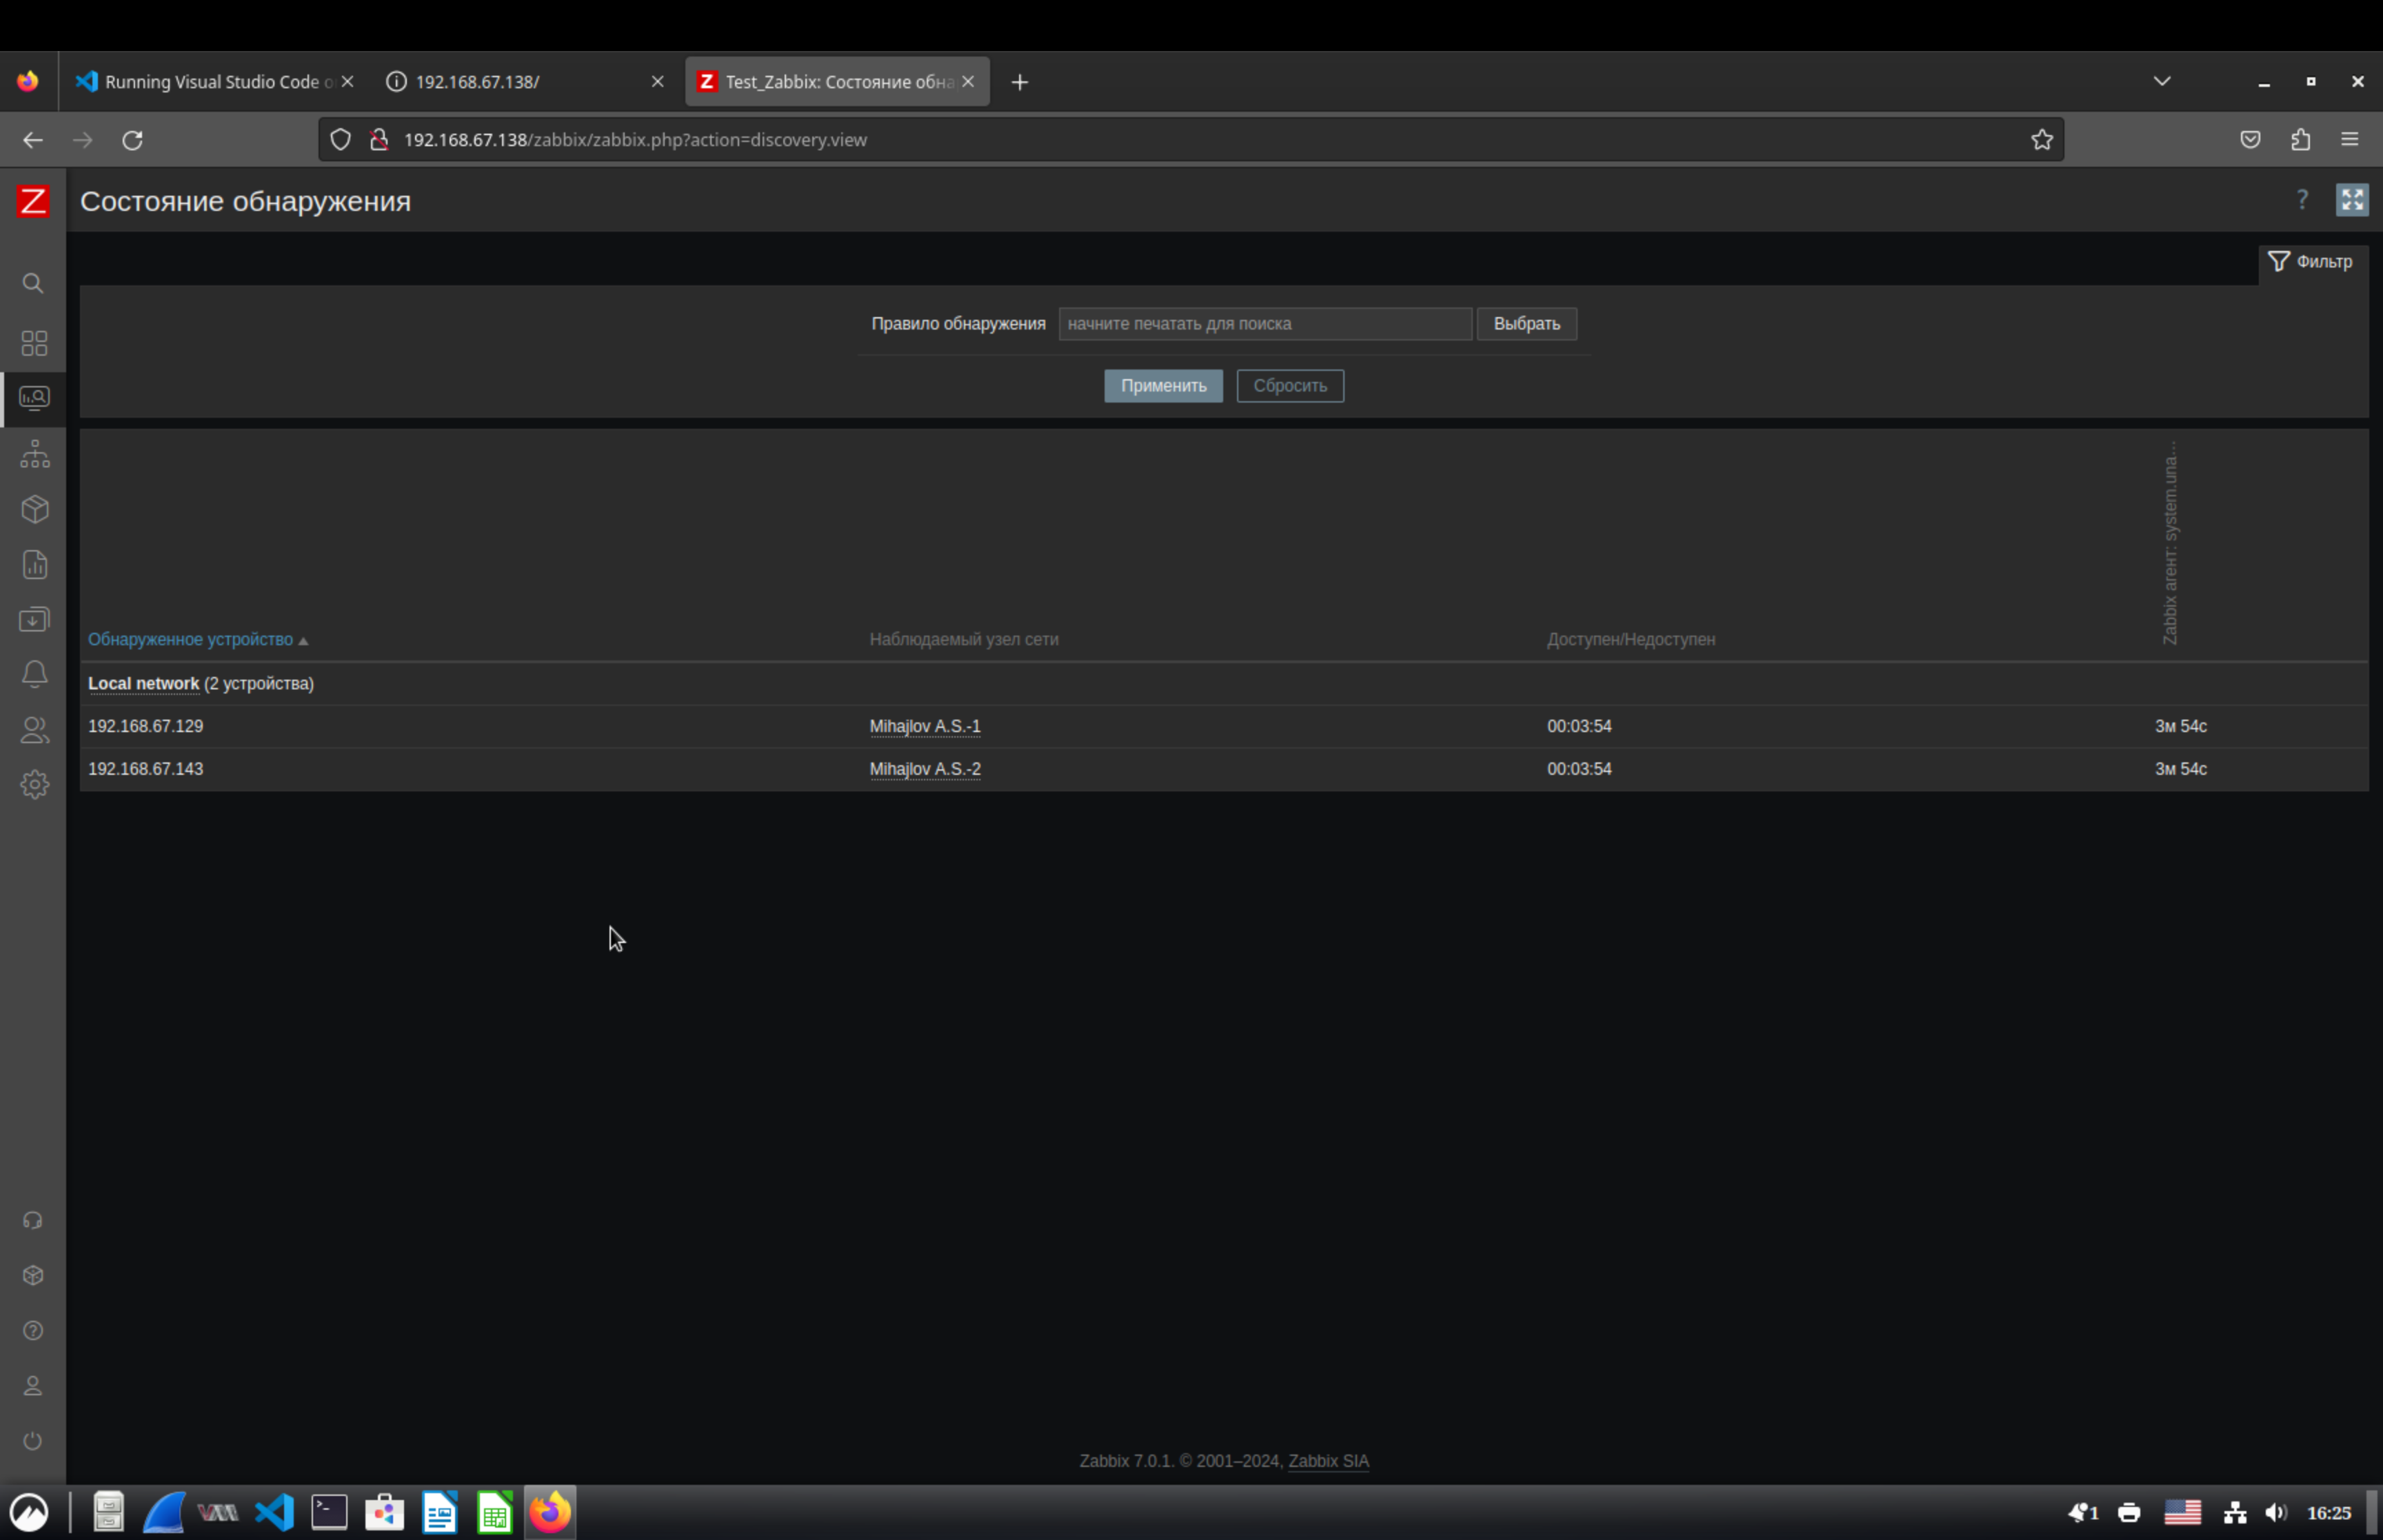 Running Visual Studio Code o
192.168.67.138/
Z Test_Zabbix: Состояние обна
192.168.67.138/zabbix/zabbix.php?action=discovery.view
Z Состояние обнаружения ?
Фильтр
Правило обнаружения начните печатать для поиска Выбрать
Применить Сбросить
Обнаруженное устройство ▲ Наблюдаемый узел сети Доступен/Недоступен Zabbix агент: system.una...
Local network (2 устройства)
192.168.67.129 Mihajlov A.S.-1 00:03:54 3м 54с
192.168.67.143 Mihajlov A.S.-2 00:03:54 3м 54с
Zabbix 7.0.1. © 2001–2024, Zabbix SIA
1 16:25